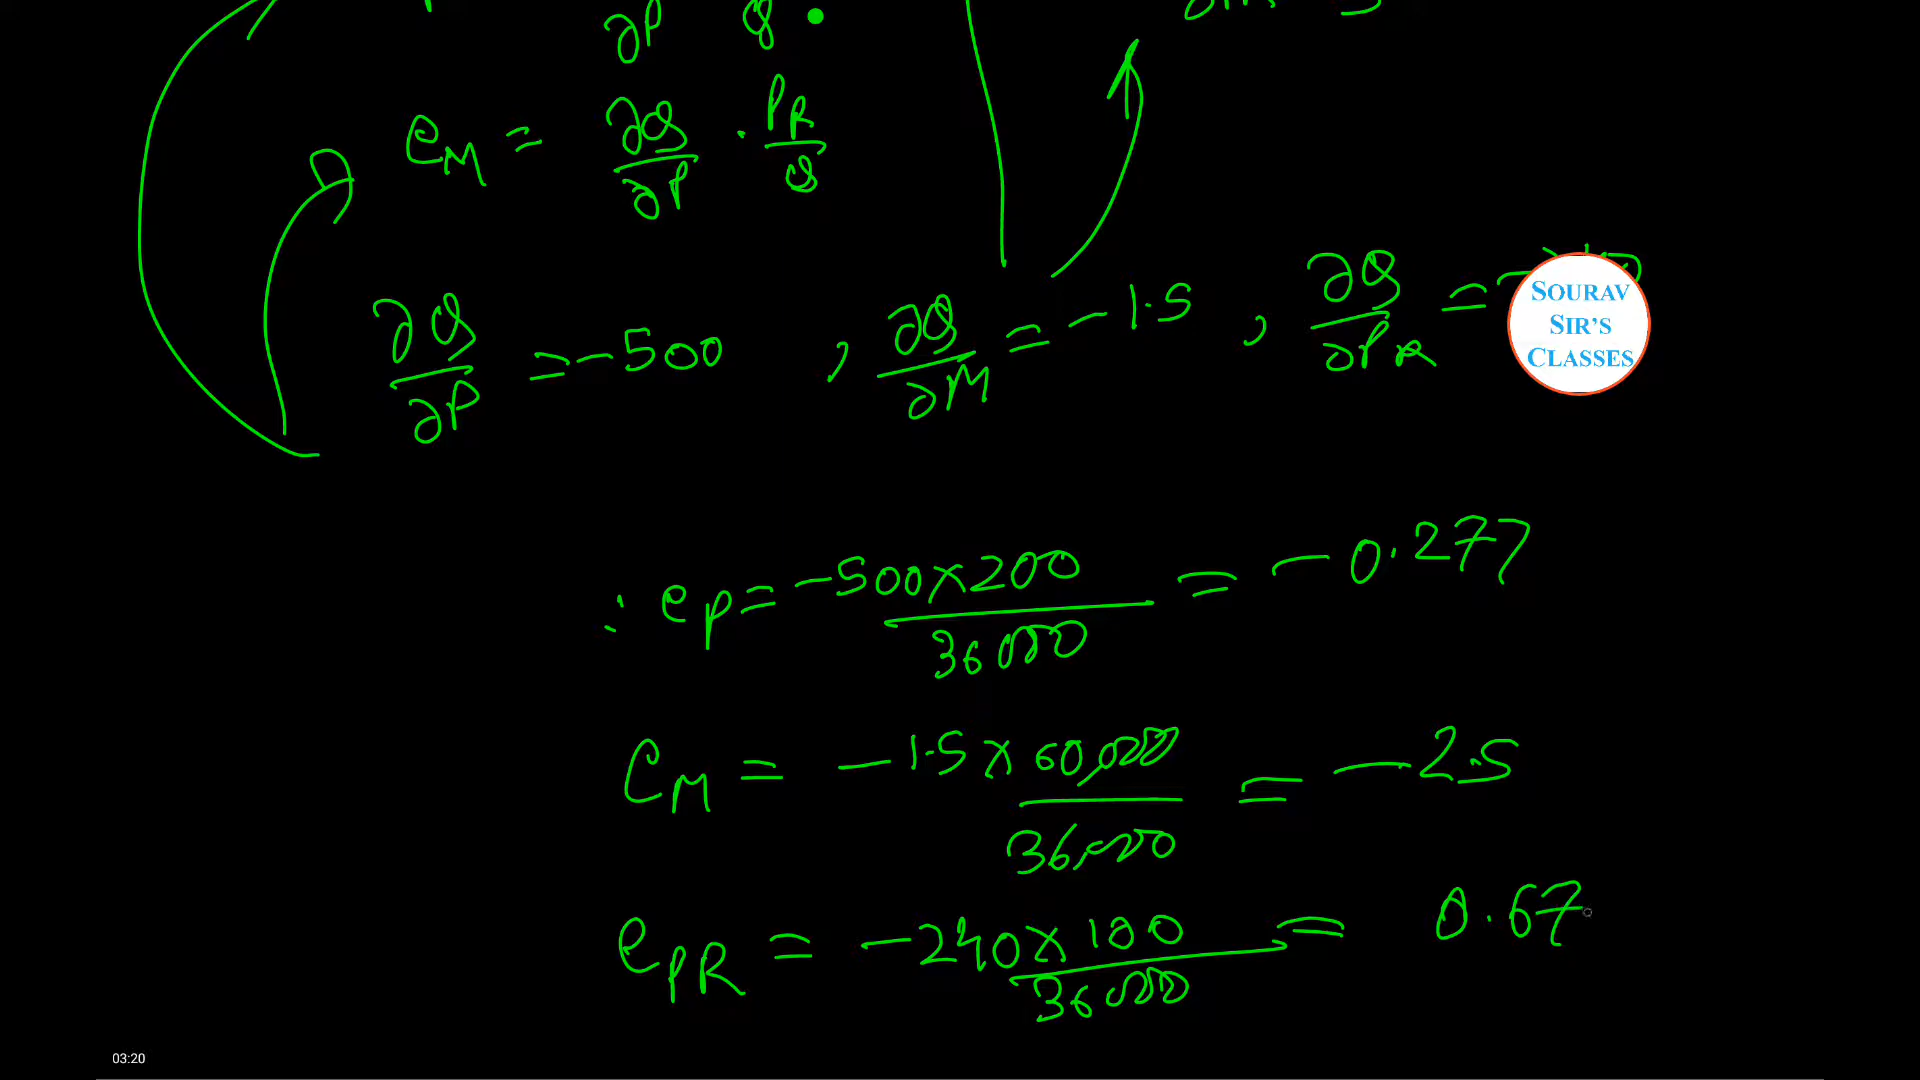 ∂P Q
e_M = ∂Q/∂P · P_R/Q
∂Q/∂P = -500 , ∂Q/∂M = -1.5 , ∂Q/∂P_R =
SOURAV
SIR'S
CLASSES
∴ e_P = -500×200/36000 = -0.277
e_M = -1.5 × 60,000/36,000 = -2.5
e_PR = -240×100/36000 = 0.67
03:20